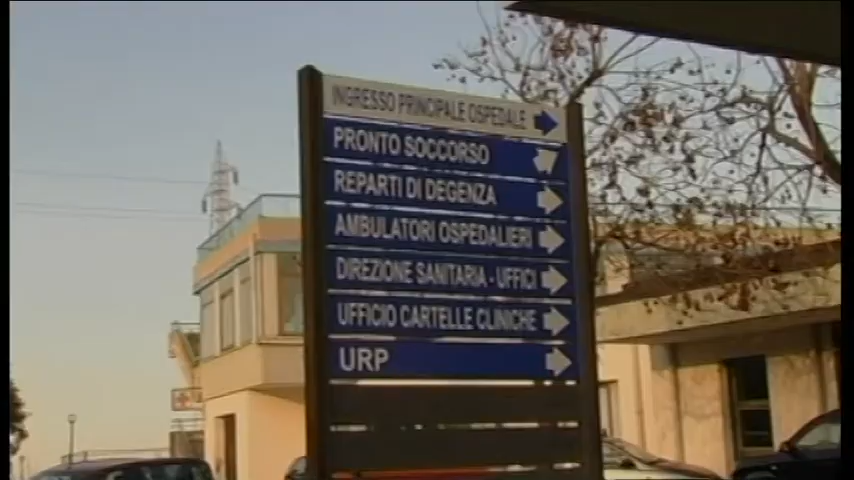 INGRESSO PRINCIPALE OSPEDALE
PRONTO SOCCORSO
REPARTI DI DEGENZA
AMBULATORI OSPEDALIERI
DIREZIONE SANITARIA - UFFICI
UFFICIO CARTELLE CLINICHE
URP